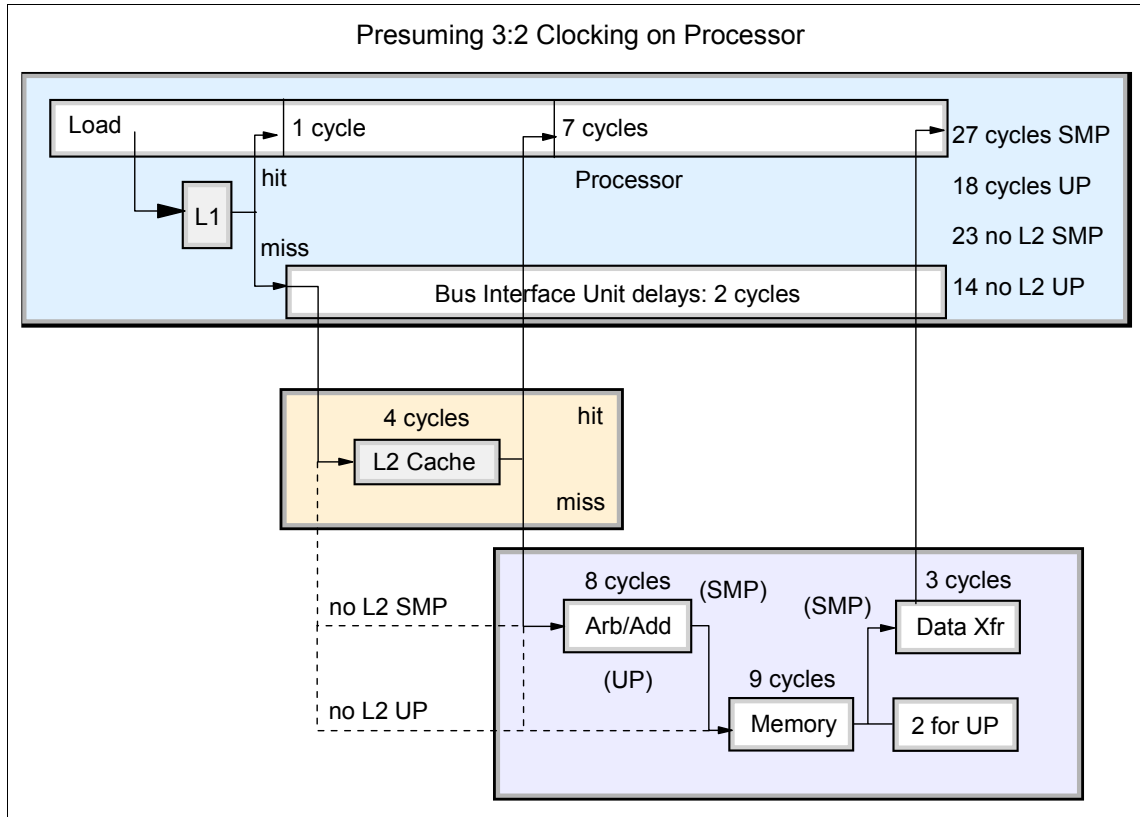 Presuming 3:2 Clocking on Processor
Load
1 cycle
7 cycles
27 cycles SMP
hit
Processor
18 cycles UP
L1
23 no L2 SMP
miss
Bus Interface Unit delays: 2 cycles
14 no L2 UP
4 cycles
hit
L2 Cache
miss
8 cycles
(SMP)
3 cycles
no L2 SMP
(SMP)
Arb/Add
Data Xfr
(UP)
9 cycles
no L2 UP
Memory
2 for UP